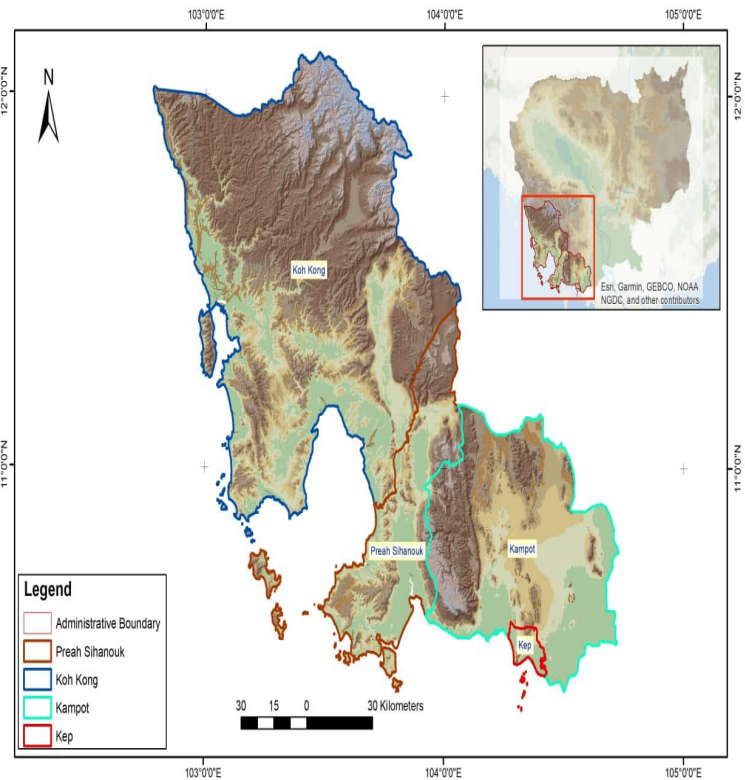 103°0'0"E
104°0'0"E
105°0'0"E
12°0'0"N
12°0'0"N
N
Esri, Garmin, GEBCO, NOAA
NGDC, and other contributors
Koh Kong
11°0'0"N
11°0'0"N
Preah Sihanouk
Kampot
Kep
Legend
Administrative Boundary
Preah Sihanouk
Koh Kong
Kampot
Kep
30 15 0 30 Kilometers
103°0'0"E
104°0'0"E
105°0'0"E